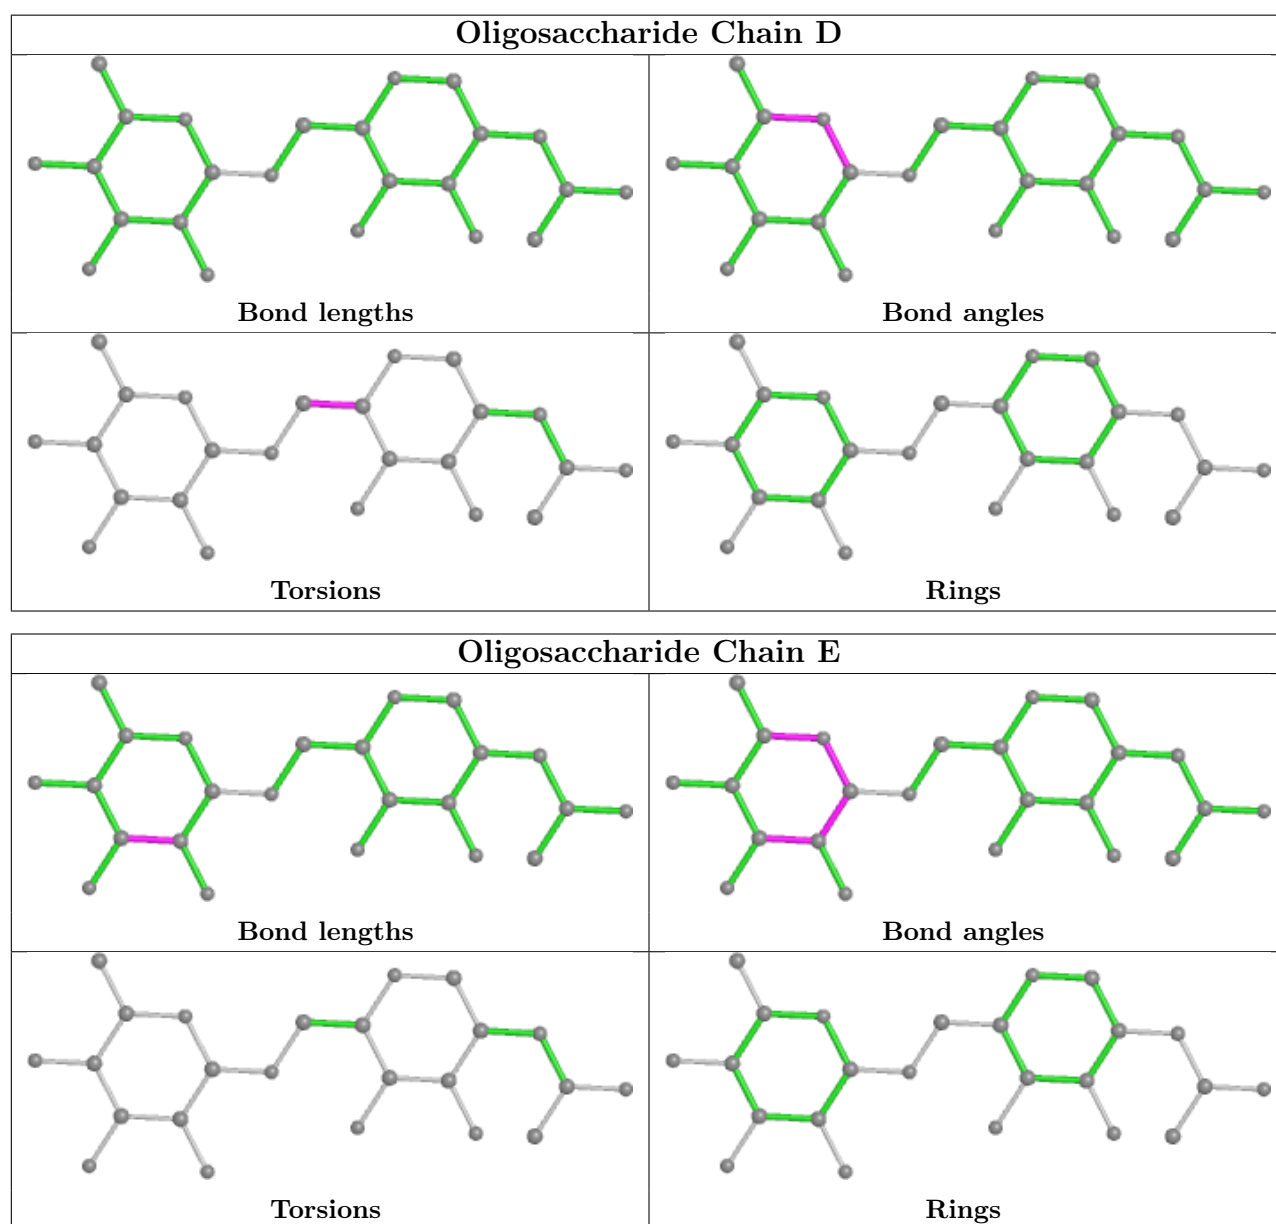 Oligosaccharide Chain D
Bond lengths
Bond angles
Torsions
Rings
Oligosaccharide Chain E
Bond lengths
Bond angles
Torsions
Rings